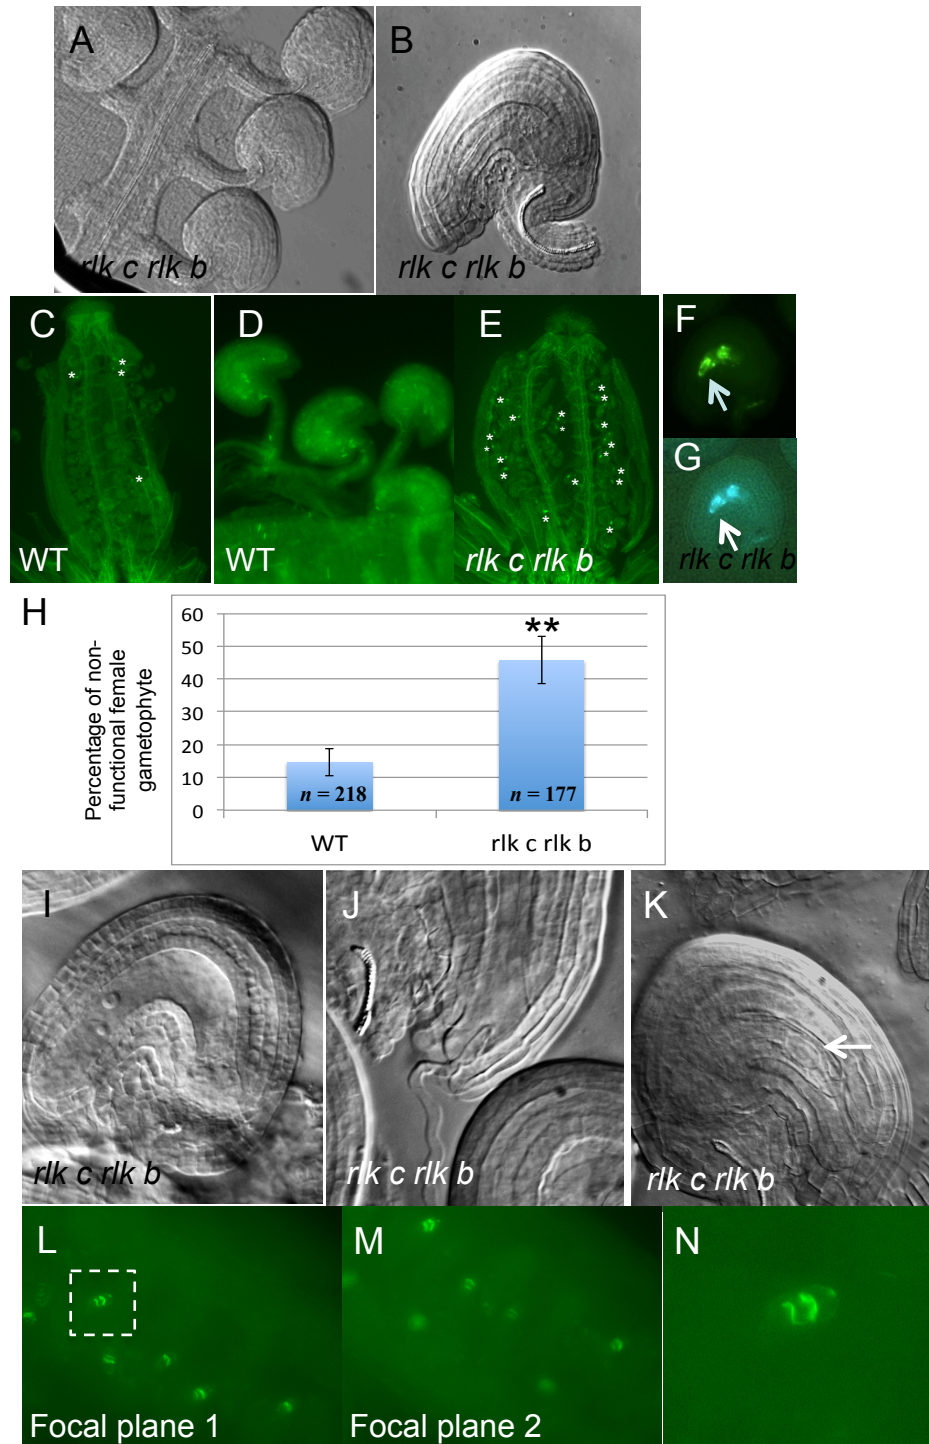 A
B
rlk c rlk b
rlk c rlk b
C
D
E
F
G
WT
WT
rlk c rlk b
rlk c rlk b
H
Percentage of non-
functional female
gametophyte
60
50
40
30
20
10
0
**
n = 218
n = 177
WT
rlk c rlk b
I
J
K
rlk c rlk b
rlk c rlk b
rlk c rlk b
L
M
N
Focal plane 1
Focal plane 2